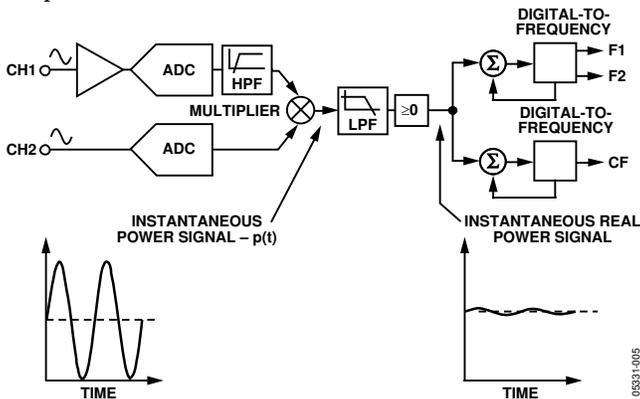 DIGITAL-TO-
FREQUENCY
CH1
ADC
HPF
F1
F2
Σ
MULTIPLIER
LPF
≥0
DIGITAL-TO-
FREQUENCY
CH2
ADC
Σ
CF
INSTANTANEOUS
POWER SIGNAL – p(t)
INSTANTANEOUS REAL
POWER SIGNAL
TIME
TIME
05331-005